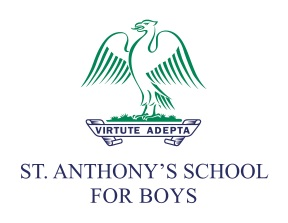 VIRTUTE ADEPTA
ST. ANTHONY'S SCHOOL
FOR BOYS